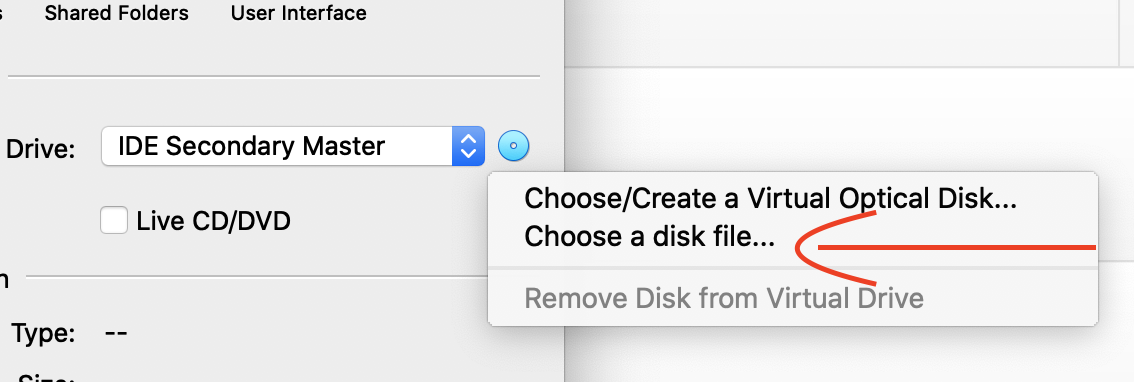 Shared Folders User Interface
Drive: IDE Secondary Master
Choose/Create a Virtual Optical Disk...
Live CD/DVD
Choose a disk file...
Remove Disk from Virtual Drive
Type: --